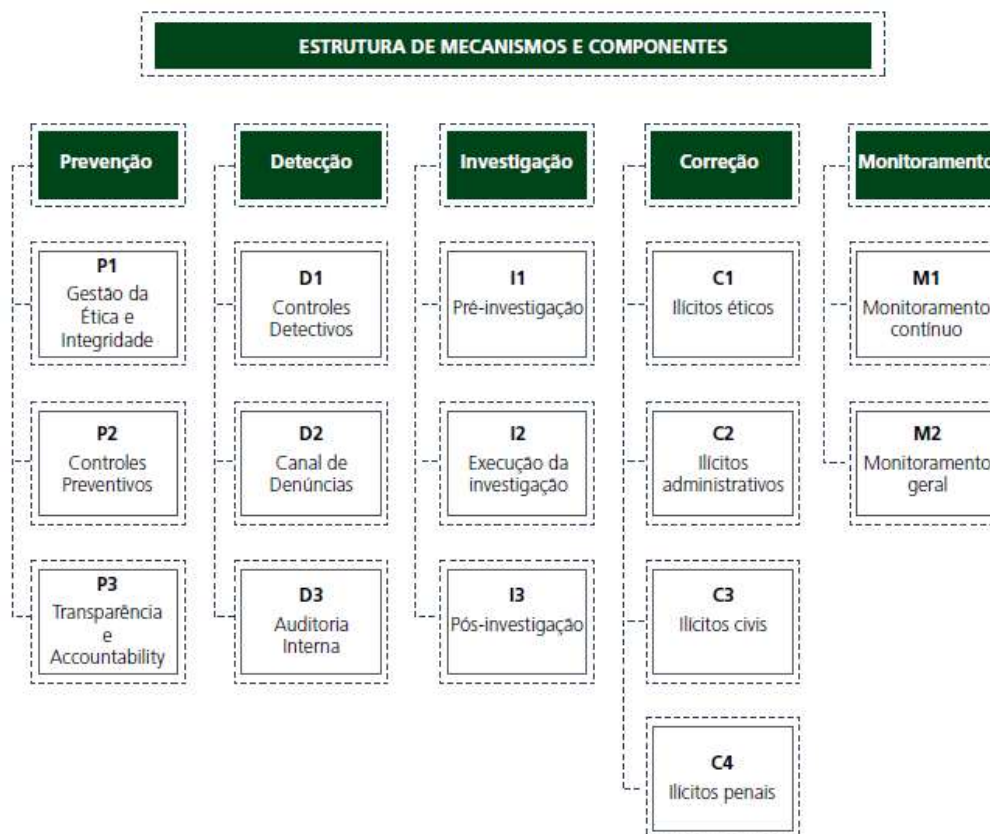 ESTRUTURA DE MECANISMOS E COMPONENTES
Prevenção
P1
Gestão da
Ética e
Integridade
P2
Controles
Preventivos
P3
Transparência
e
Accountability
Detecção
D1
Controles
Detectivos
D2
Canal de
Denúncias
D3
Auditoria
Interna
Investigação
I1
Pré-investigação
I2
Execução da
investigação
I3
Pós-investigação
Correção
C1
Ilícitos éticos
C2
Ilícitos
administrativos
C3
Ilícitos civis
C4
Ilícitos penais
Monitoramento
M1
Monitoramento
contínuo
M2
Monitoramento
geral